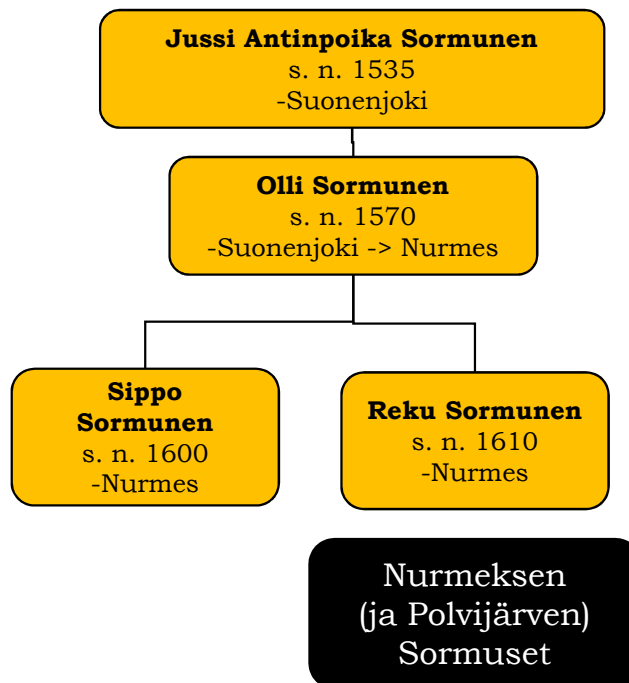 Jussi Antinpoika Sormunen
s. n. 1535
-Suonenjoki
Olli Sormunen
s. n. 1570
-Suonenjoki -> Nurmes
Sippo
Sormunen
s. n. 1600
-Nurmes
Reku Sormunen
s. n. 1610
-Nurmes
Nurmeksen
(ja Polvijärven)
Sormuset